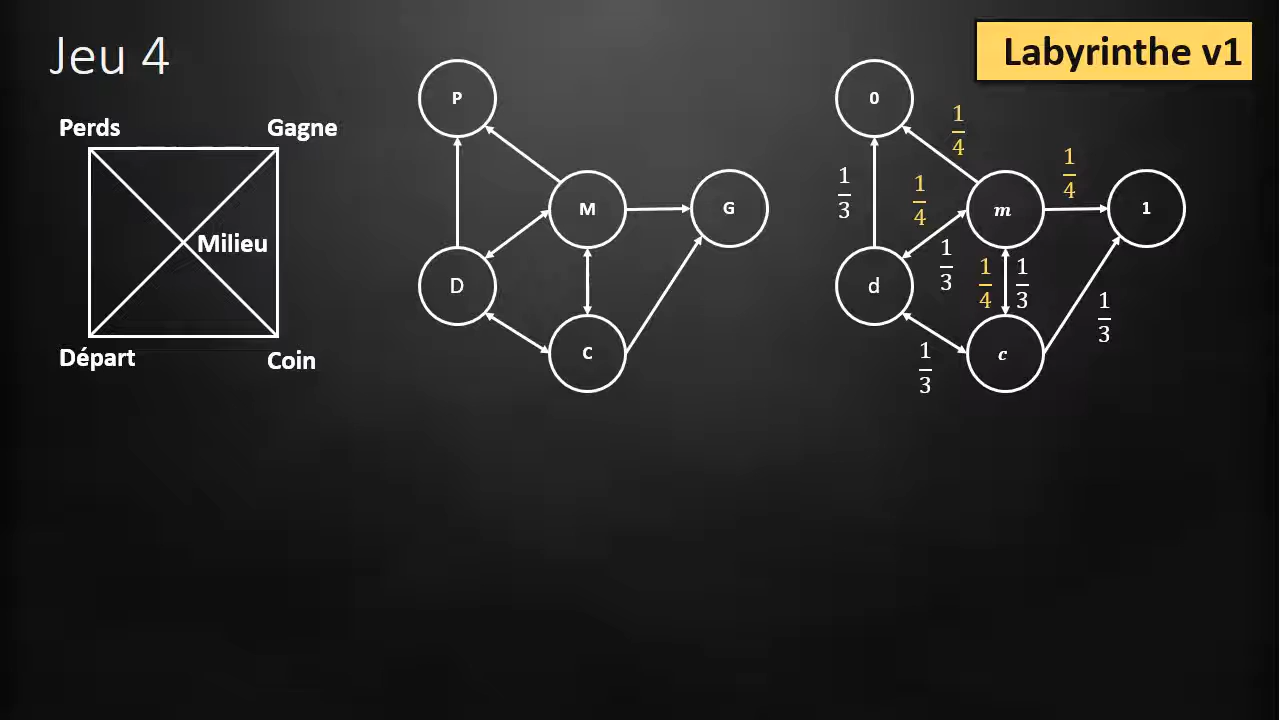 Jeu 4
Labyrinthe v1
Perds
Gagne
Milieu
Départ
Coin
P
M
G
D
C
0
1/4
1/4
1/3
1/4
m
1
d
1/3
1/4
1/3
1/3
c
1/3